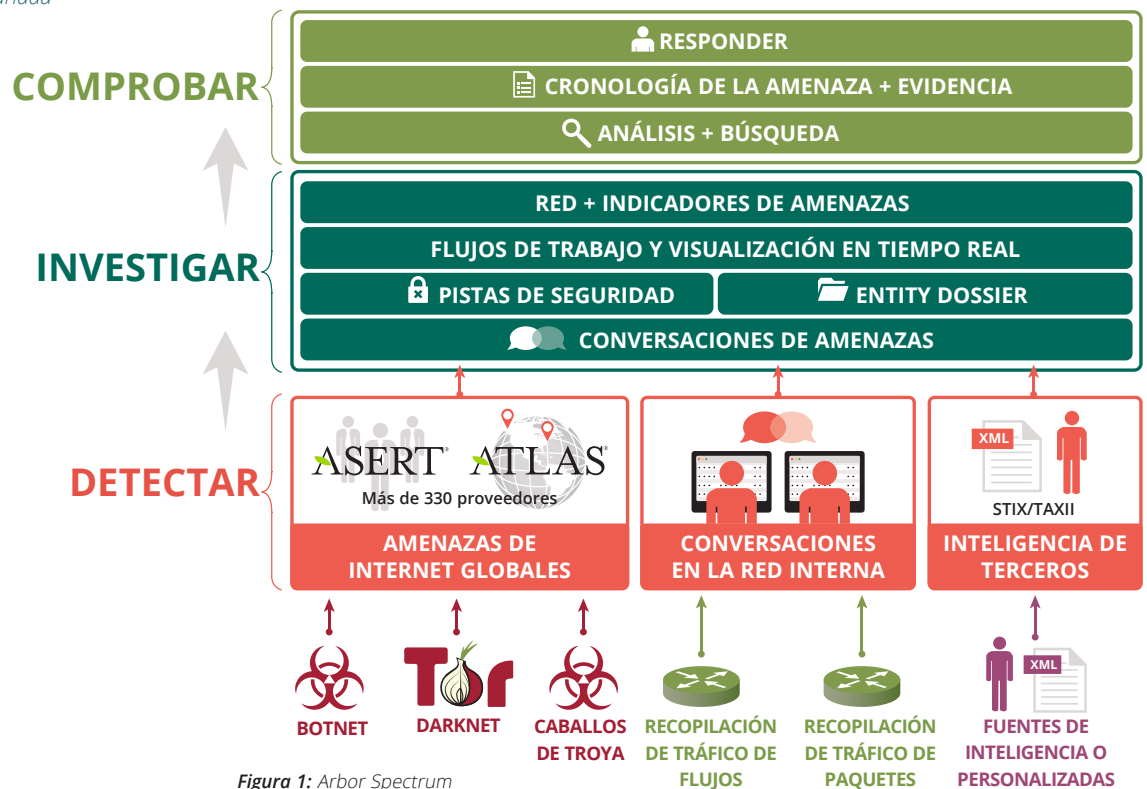 RESPONDER
CRONOLOGÍA DE LA AMENAZA + EVIDENCIA
ANÁLISIS + BÚSQUEDA
COMPROBAR
RED + INDICADORES DE AMENAZAS
FLUJOS DE TRABAJO Y VISUALIZACIÓN EN TIEMPO REAL
PISTAS DE SEGURIDAD
ENTITY DOSSIER
CONVERSACIONES DE AMENAZAS
INVESTIGAR
DETECTAR
ASERT®
ATLAS®
Más de 330 proveedores
AMENAZAS DE
INTERNET GLOBALES
CONVERSACIONES
EN LA RED INTERNA
XML
STIX/TAXII
INTELIGENCIA DE
TERCEROS
BOTNET
Tor
DARKNET
CABALLOS
DE TROYA
RECOPILACIÓN
DE TRÁFICO DE
FLUJOS
RECOPILACIÓN
DE TRÁFICO DE
PAQUETES
XML
FUENTES DE
INTELIGENCIA O
PERSONALIZADAS
Figura 1: Arbor Spectrum